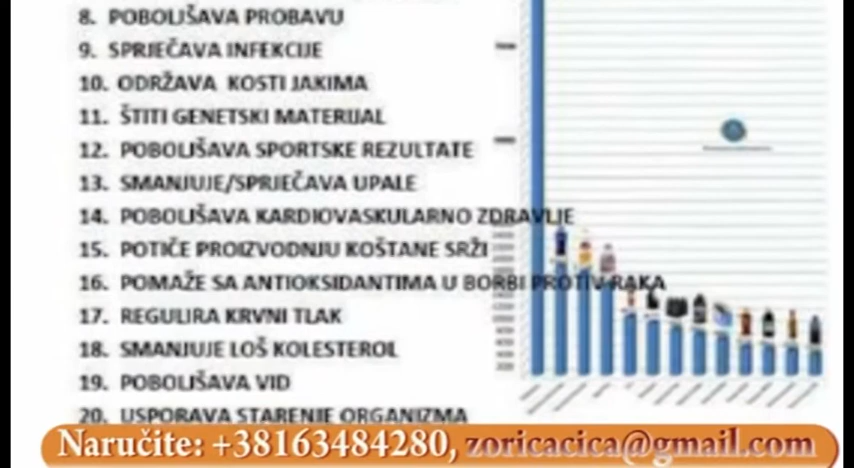 8. POBOLJŠAVA PROBAVU
9. SPRJEČAVA INFEKCIJE
10. ODRŽAVA KOSTI JAKIMA
11. ŠTITI GENETSKI MATERIJAL
12. POBOLJŠAVA SPORTSKE REZULTATE
13. SMANJUJE/SPRJEČAVA UPALE
14. POBOLJŠAVA KARDIOVASKULARNO ZDRAVLJE
15. POTIČE PROIZVODNJU KOŠTANE SRŽI
16. POMAŽE SA ANTIOKSIDANTIMA U BORBI PROTIV RAKA
17. REGULIRA KRVNI TLAK
18. SMANJUJE LOŠ KOLESTEROL
19. POBOLJŠAVA VID
20. USPORAVA STARENJE ORGANIZMA
Naručite: +38163484280, zoricacica@gmail.com